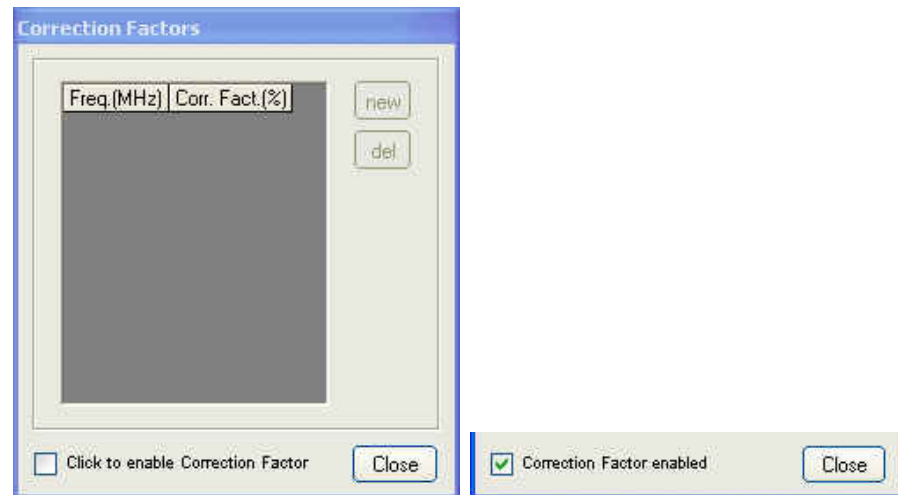 Correction Factors
Freq.(MHz) Corr. Fact.(%)
new
del
Click to enable Correction Factor Close
Correction Factor enabled Close